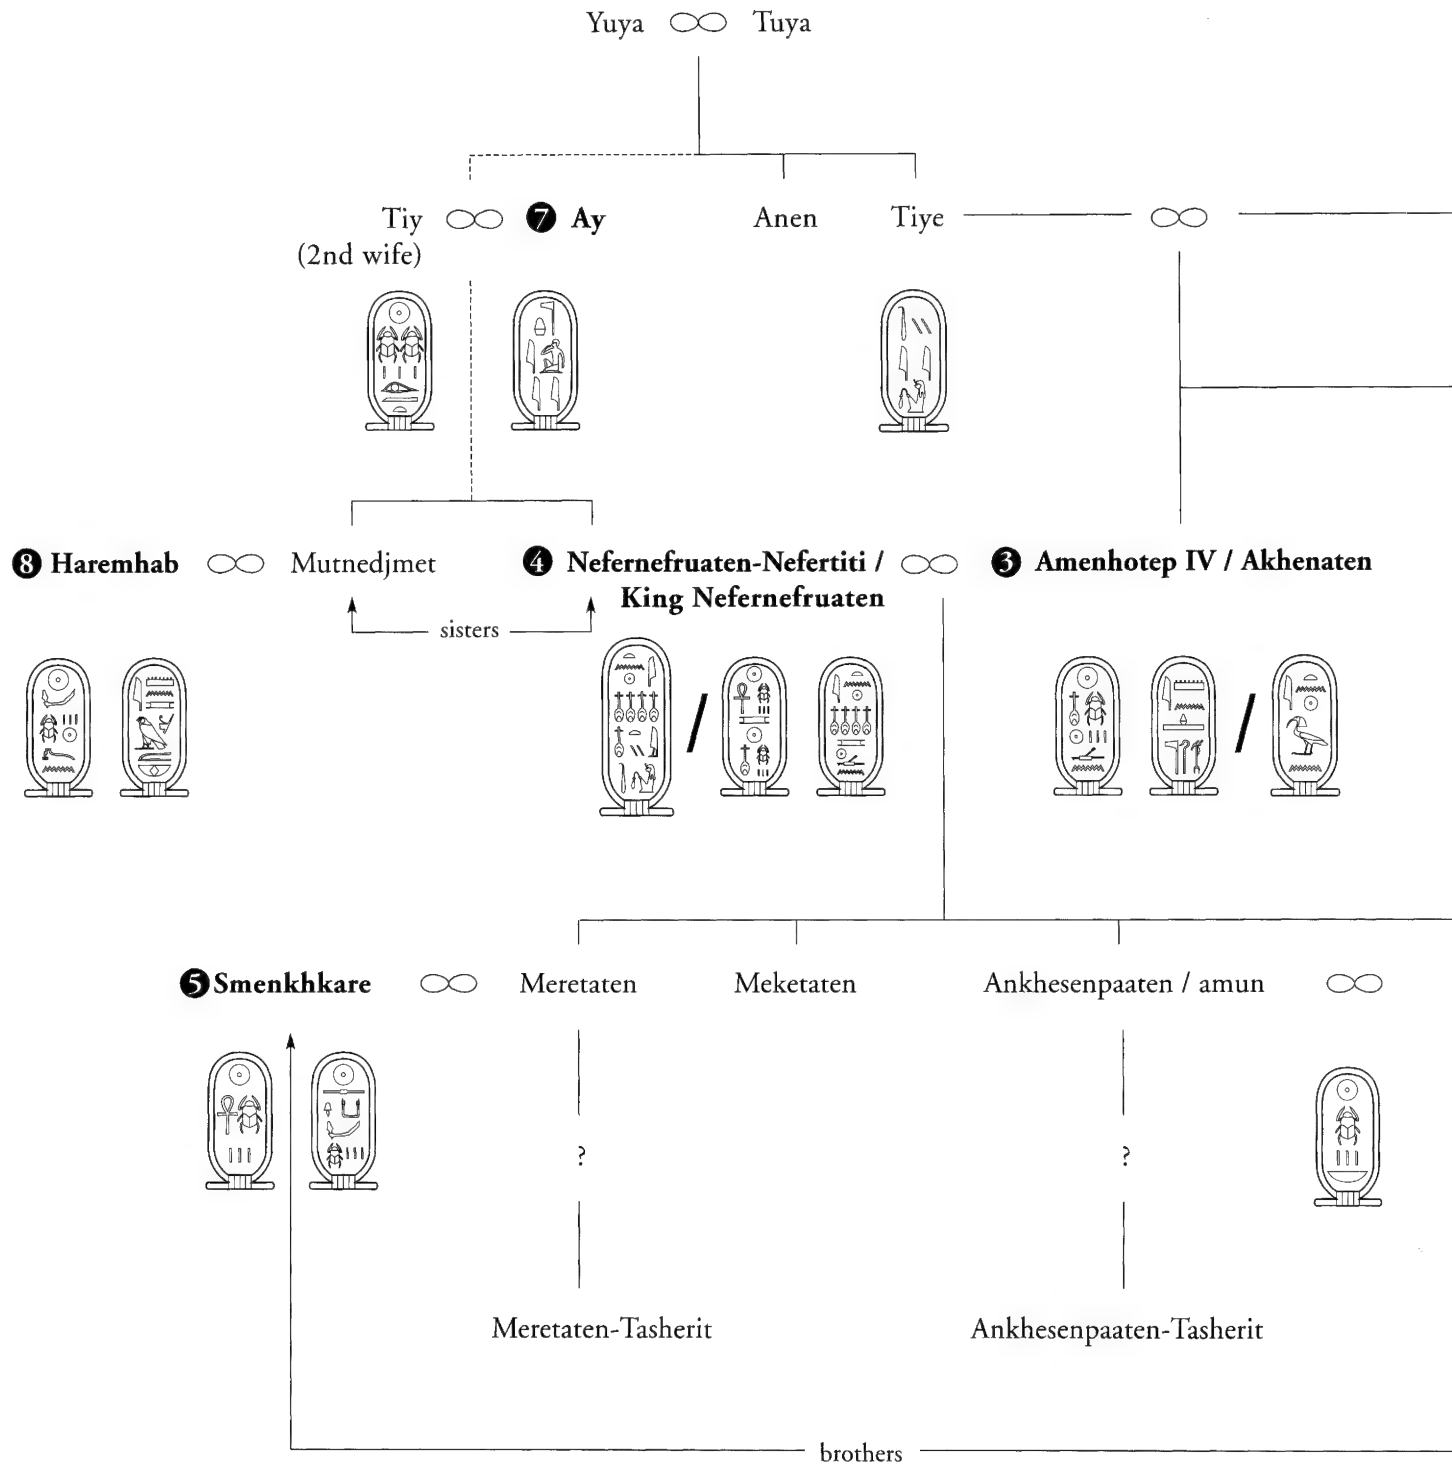 Yuya Tuya
Tiy 7 Ay Anen Tiye
(2nd wife)
8 Haremhab Mutnedjmet 4 Nefernefruaten-Nefertiti / 3 Amenhotep IV / Akhenaten
King Nefernefruaten
sisters
/ /
5 Smenkhkare Meretaten Meketaten Ankhesenpaaten / amun
? ?
Meretaten-Tasherit Ankhesenpaaten-Tasherit
brothers